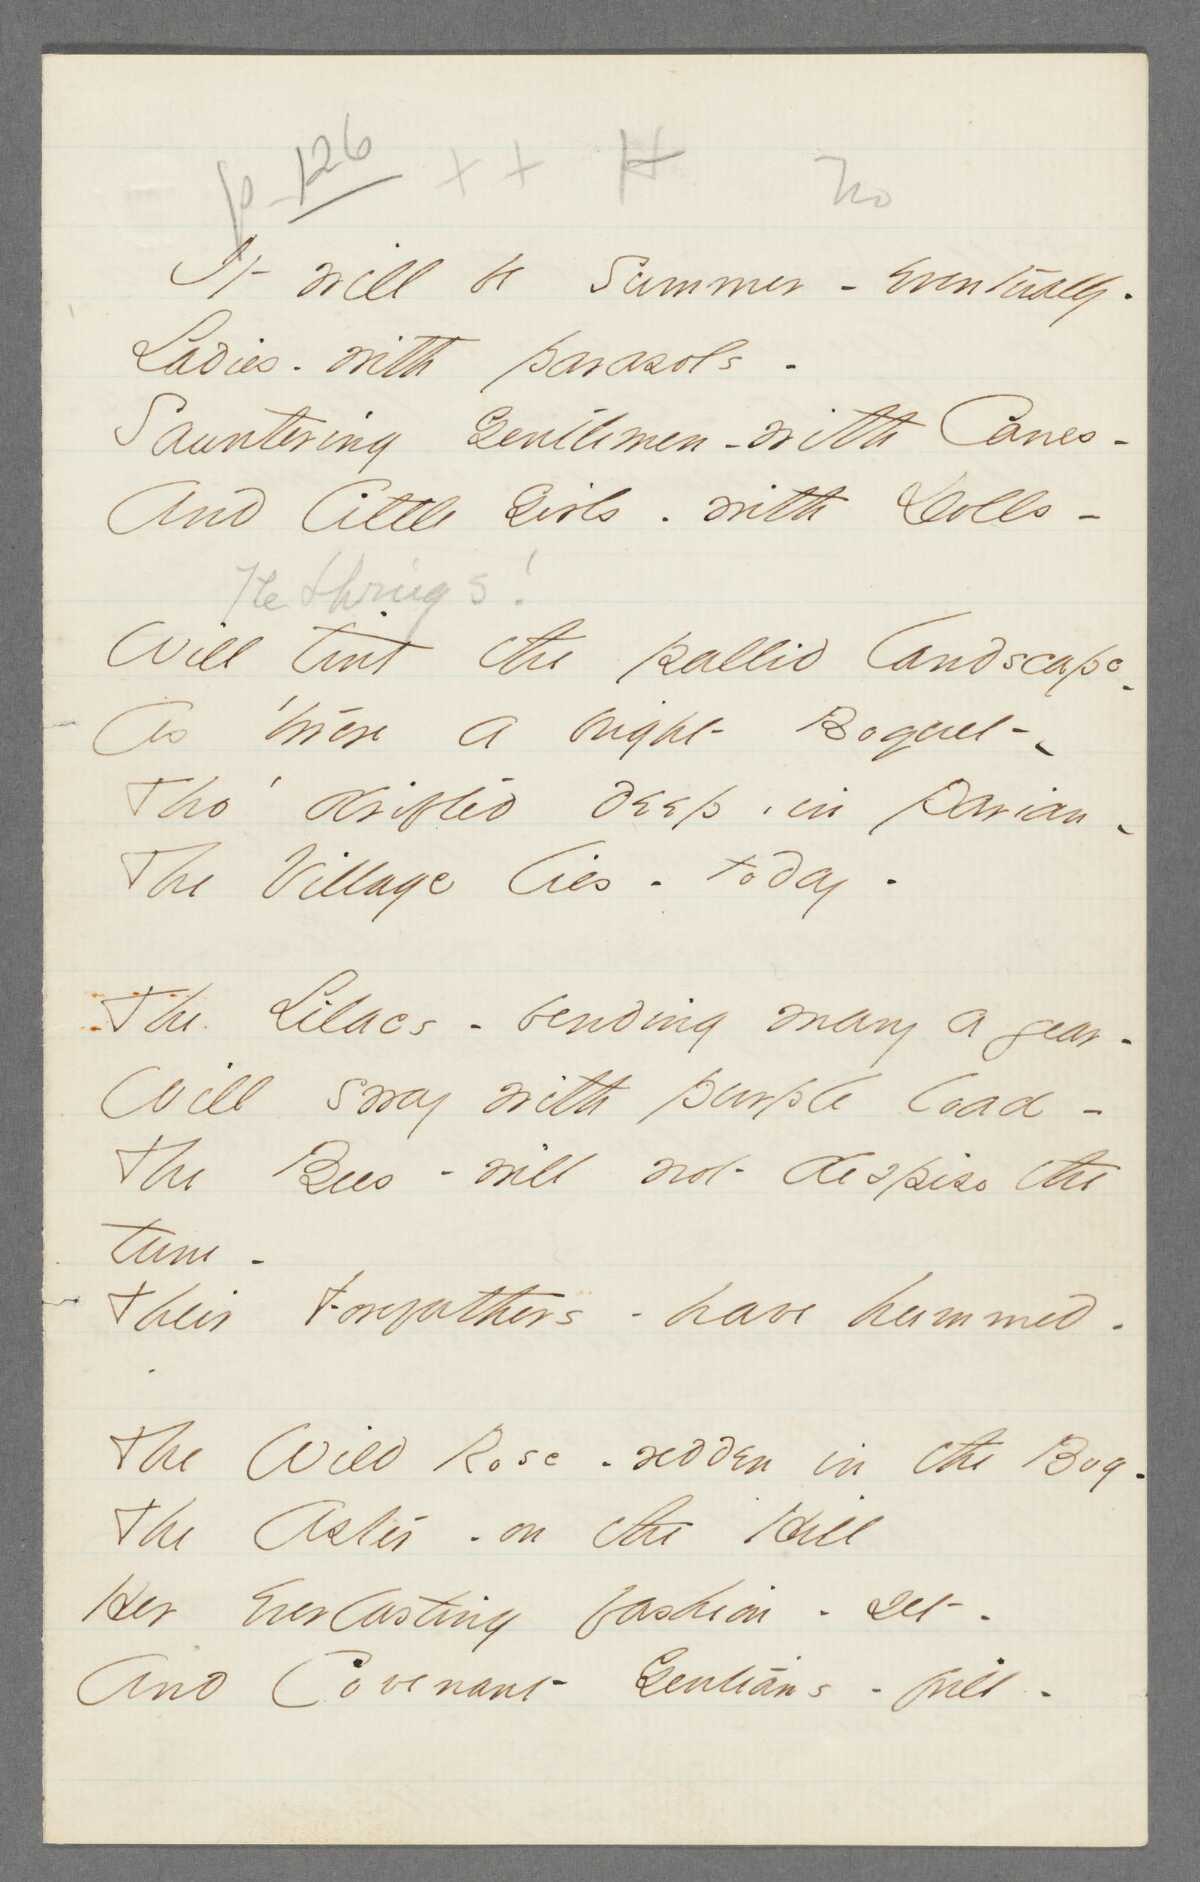 p-126 + + H no
It will be Summer - eventually.
Ladies - with parasols -
Sauntering Gentlemen - with Canes -
And little Girls - with Dolls -
The things!
Will tint the pallid landscape -
As 'twere a bright Boquet -
Tho' drifted deep, in Parian -
The Village lies - today -
The Lilacs - bending many a year -
Will sway with purple load -
The Bees - will not despise the
tune -
Their Forefathers - have hummed -
The Wild Rose - redden in the Bog -
The Aster - on the Hill
Her everlasting fashion - set -
And Covenant Gentians - frill -